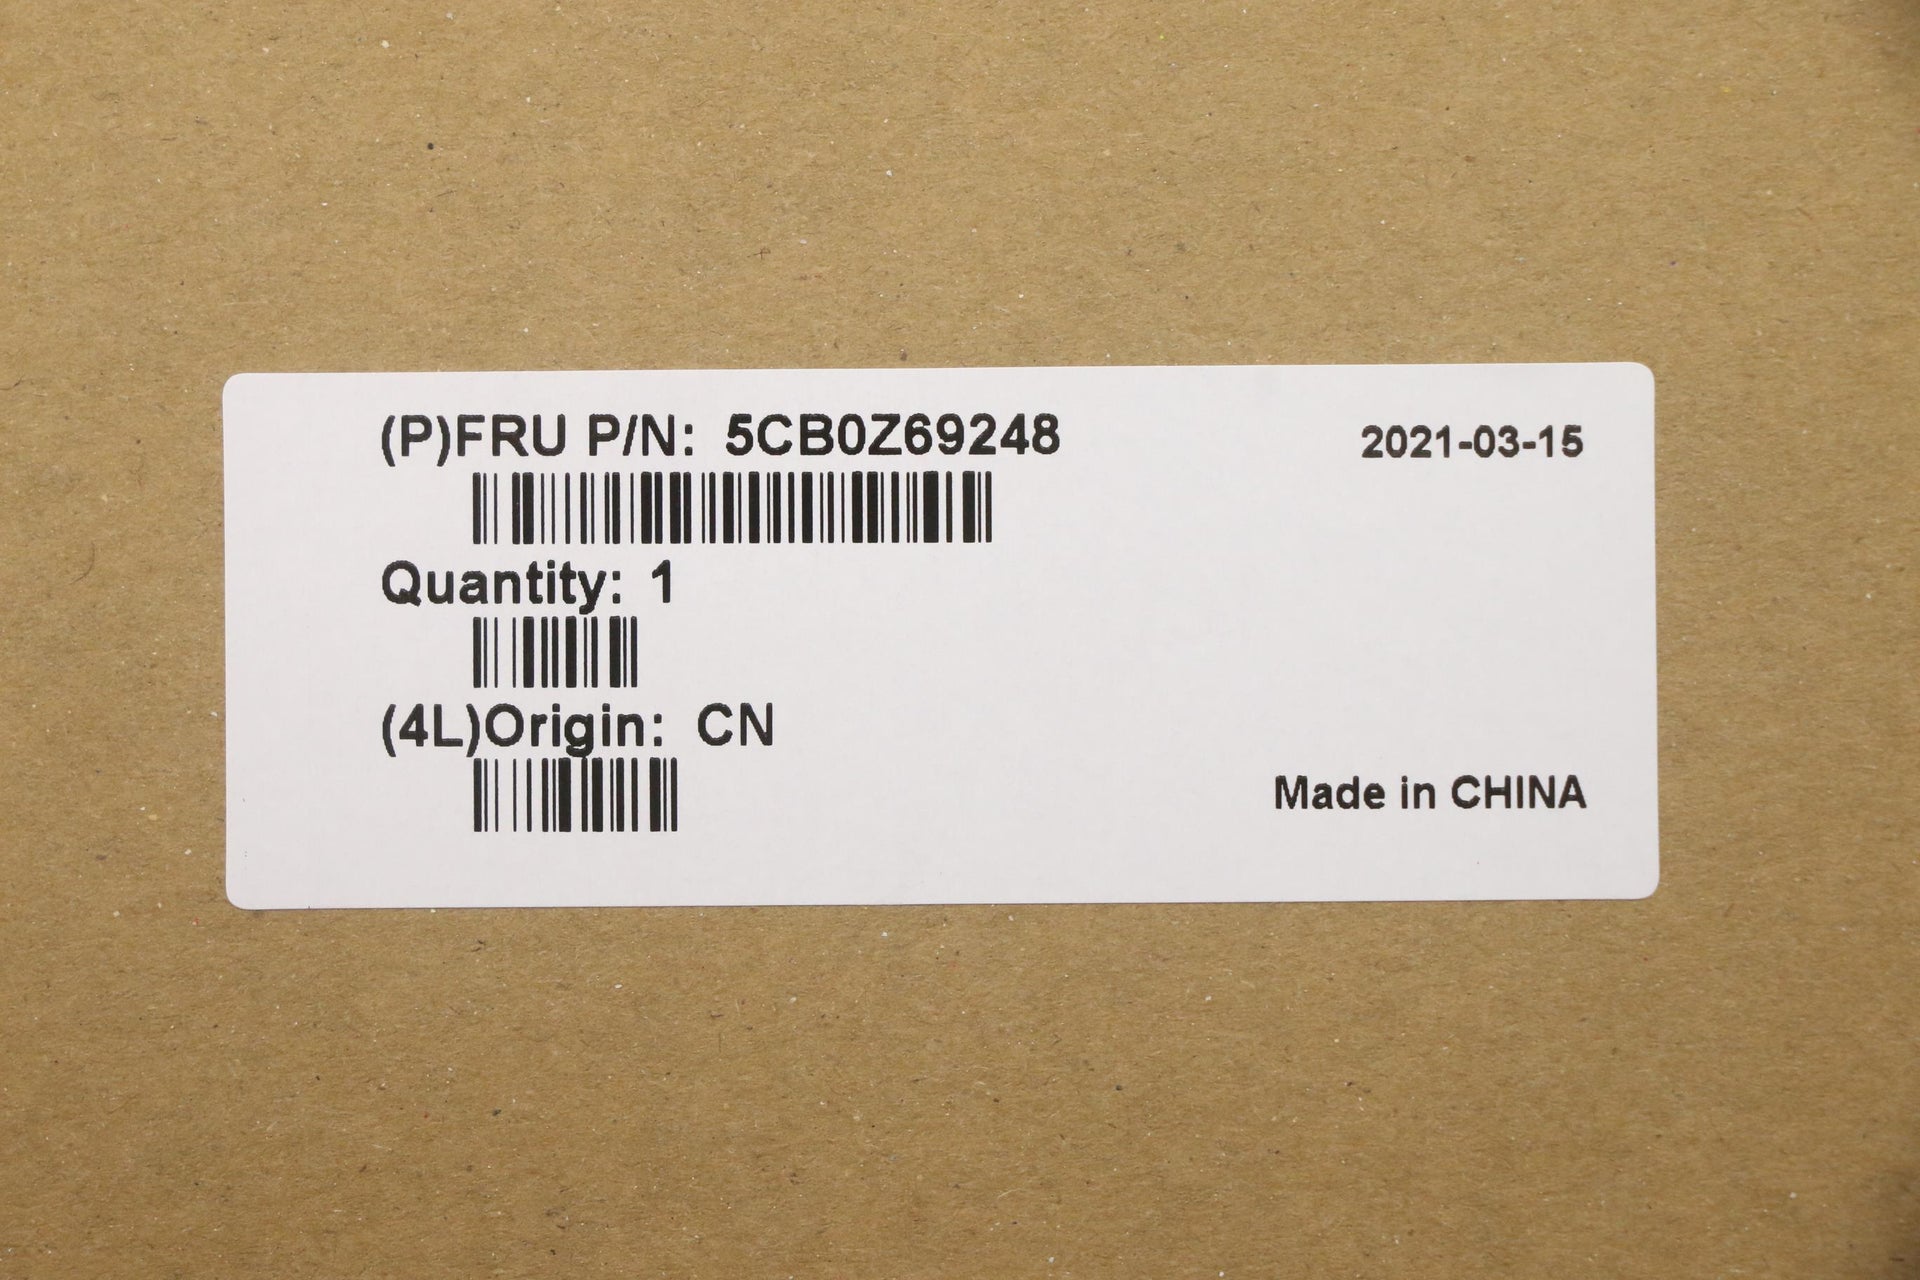 (P)FRU P/N: 5CB0Z69248
2021-03-15
Quantity: 1
(4L)Origin: CN
Made in CHINA